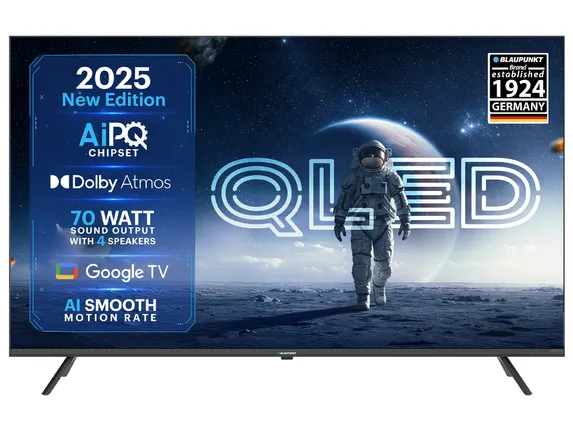 2025
New Edition
AiPQ
CHIPSET
Dolby Atmos
70 WATT
SOUND OUTPUT
WITH 4 SPEAKERS
Google TV
AI SMOOTH
MOTION RATE
QLED
BLAUPUNKT
Brand
established
1924
GERMANY
BLAUPUNKT